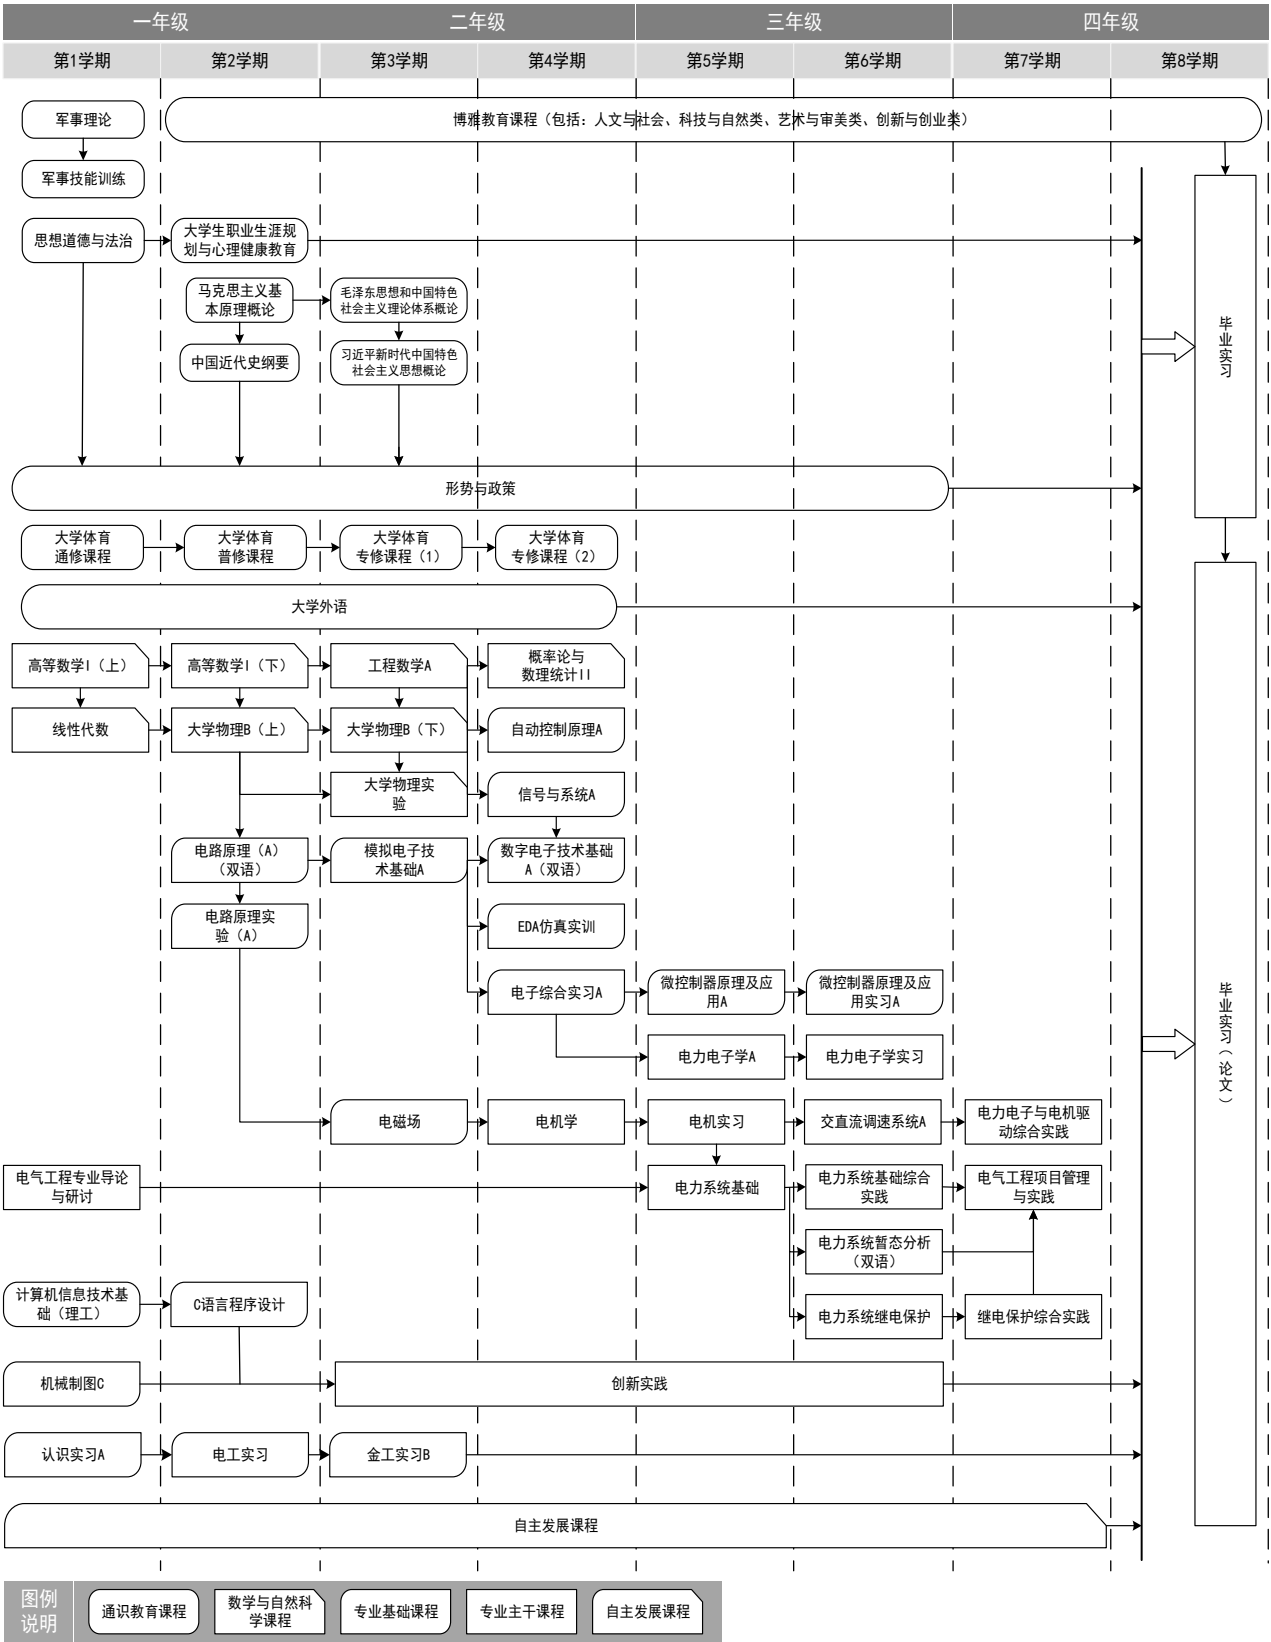 一年级
二年级
三年级
四年级
第1学期
第2学期
第3学期
第4学期
第5学期
第6学期
第7学期
第8学期
军事理论
博雅教育课程（包括：人文与社会、科技与自然类、艺术与审美类、创新与创业类）
军事技能训练
思想道德与法治
大学生职业生涯规
划与心理健康教育
马克思主义基
本原理概论
毛泽东思想和中国特色
社会主义理论体系概论
中国近代史纲要
习近平新时代中国特色
社会主义思想概论
毕业实习
形势与政策
大学体育
通修课程
大学体育
普修课程
大学体育
专修课程（1）
大学体育
专修课程（2）
大学外语
高等数学I（上）
高等数学I（下）
工程数学A
概率论与
数理统计II
线性代数
大学物理B（上）
大学物理B（下）
自动控制原理A
大学物理实
验
信号与系统A
电路原理（A）
（双语）
模拟电子技
术基础A
数字电子技术基础
A（双语）
电路原理实
验（A）
EDA仿真实训
电子综合实习A
微控制器原理及应
用A
微控制器原理及应
用实习A
毕业实习（论文）
电力电子学A
电力电子学实习
电磁场
电机学
电机实习
交直流调速系统A
电力电子与电机驱
动综合实践
电气工程专业导论
与研讨
电力系统基础
电力系统基础综合
实践
电气工程项目管理
与实践
电力系统暂态分析
（双语）
计算机信息技术基
础（理工）
C语言程序设计
电力系统继电保护
继电保护综合实践
机械制图C
创新实践
认识实习A
电工实习
金工实习B
自主发展课程
图例
说明
通识教育课程
数学与自然科
学课程
专业基础课程
专业主干课程
自主发展课程